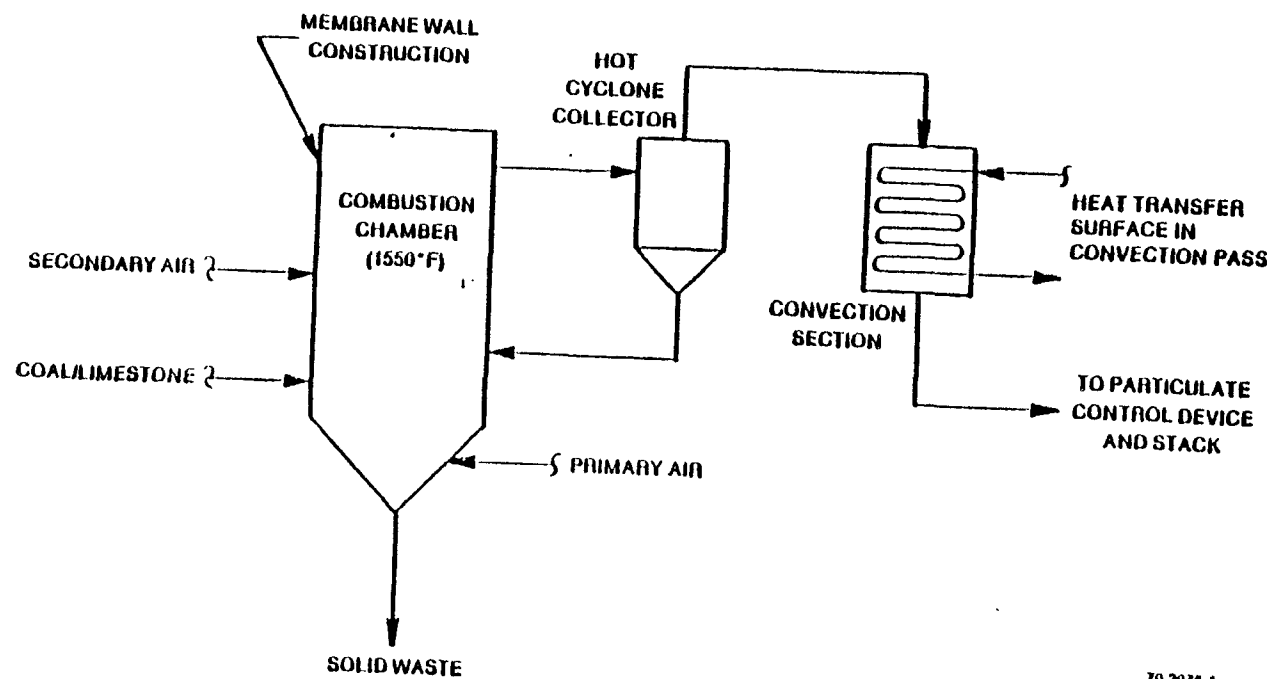 MEMBRANE WALL
CONSTRUCTION
HOT
CYCLONE
COLLECTOR
COMBUSTION
CHAMBER
(1550°F)
HEAT TRANSFER
SURFACE IN
CONVECTION PASS
SECONDARY AIR
CONVECTION
SECTION
COAL/LIMESTONE
TO PARTICULATE
CONTROL DEVICE
AND STACK
PRIMARY AIR
SOLID WASTE